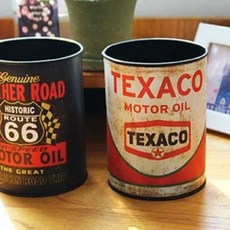 Genuine
HER ROAD
HISTORIC
ROUTE
66
OTOR OIL
THE GREAT
TEXACO
MOTOR OIL
TEXACO